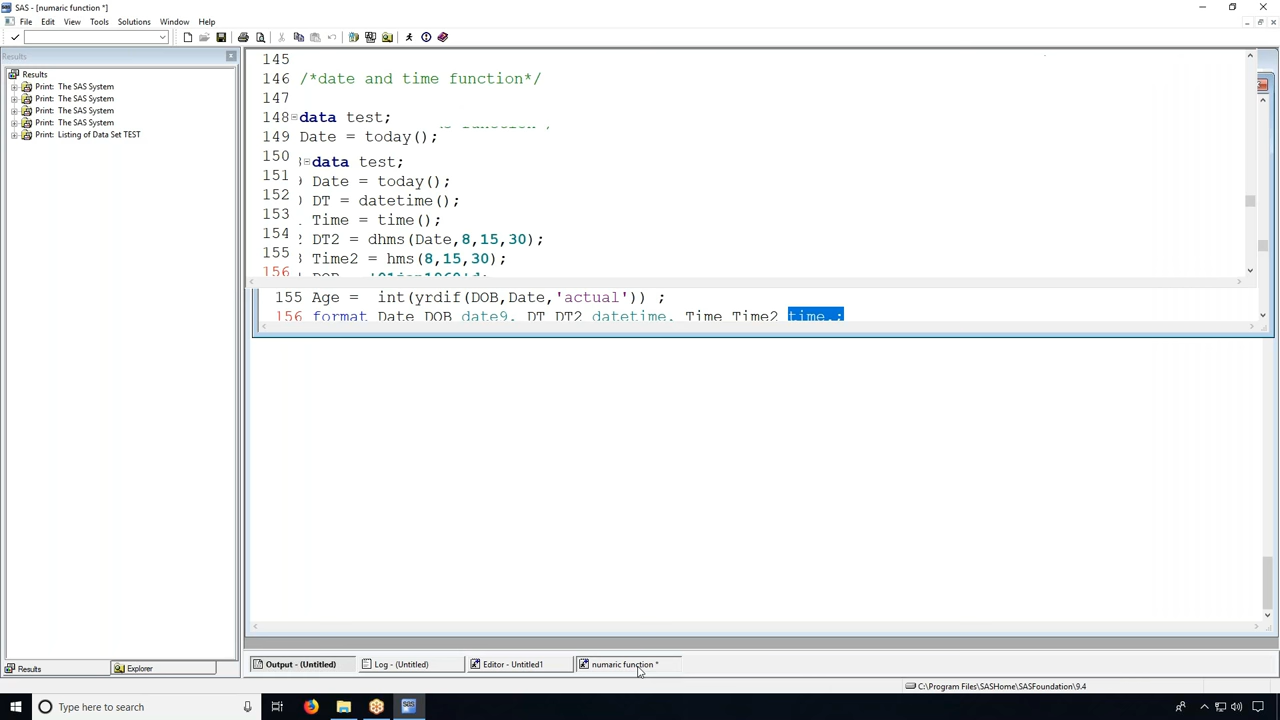 SAS - [numaric function *]
File Edit View Tools Solutions Window Help
Results
Results
Print: The SAS System
Print: The SAS System
Print: The SAS System
Print: The SAS System
Print: Listing of Data Set TEST
145
146 /*date and time function*/
147
148 data test;
149 Date = today();
150 data test;
151 Date = today();
152 DT = datetime();
153 Time = time();
154 DT2 = dhms(Date,8,15,30);
155 Time2 = hms(8,15,30);
156
155 Age = int(yrdif(DOB,Date,'actual')) ;
156 format Date DOB date9. DT DT2 datetime. Time Time2 time.;
Results Explorer
Output - (Untitled) Log - (Untitled) Editor - Untitled1 numaric function *
C:\Program Files\SASHome\SASFoundation\9.4
Type here to search